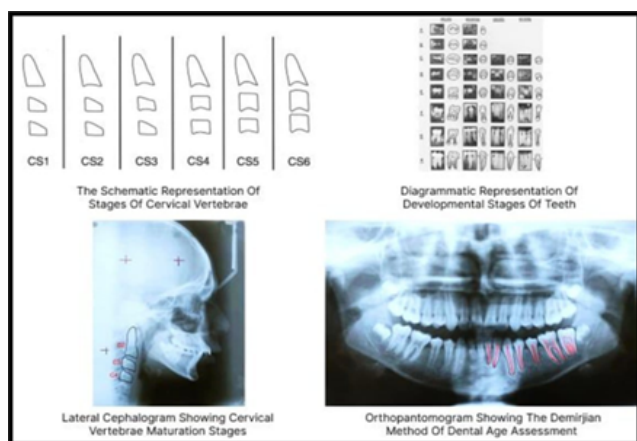 CS1 CS2 CS3 CS4 CS5 CS6
The Schematic Representation Of
Stages Of Cervical Vertebrae
Diagrammatic Representation Of
Developmental Stages Of Teeth
Lateral Cephalogram Showing Cervical
Vertebrae Maturation Stages
Orthopantomogram Showing The Demirjian
Method Of Dental Age Assessment